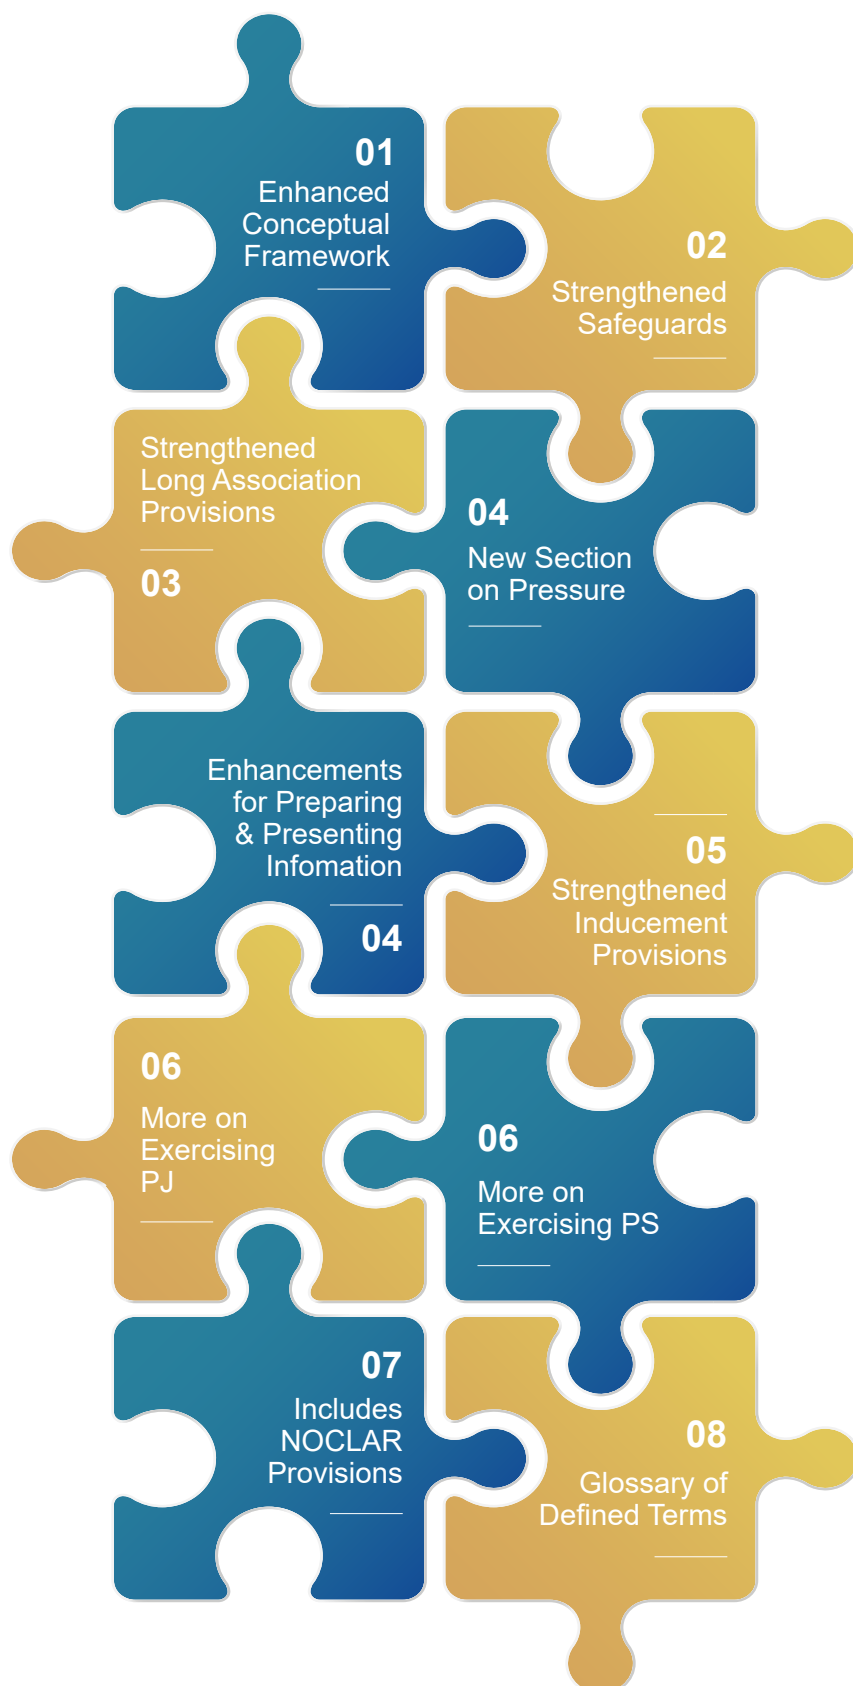 01
Enhanced
Conceptual
Framework
02
Strengthened
Safeguards
Strengthened
Long Association
Provisions
03
04
New Section
on Pressure
Enhancements
for Preparing
& Presenting
Infomation
04
05
Strengthened
Inducement
Provisions
06
More on
Exercising
PJ
06
More on
Exercising PS
07
Includes
NOCLAR
Provisions
08
Glossary of
Defined Terms